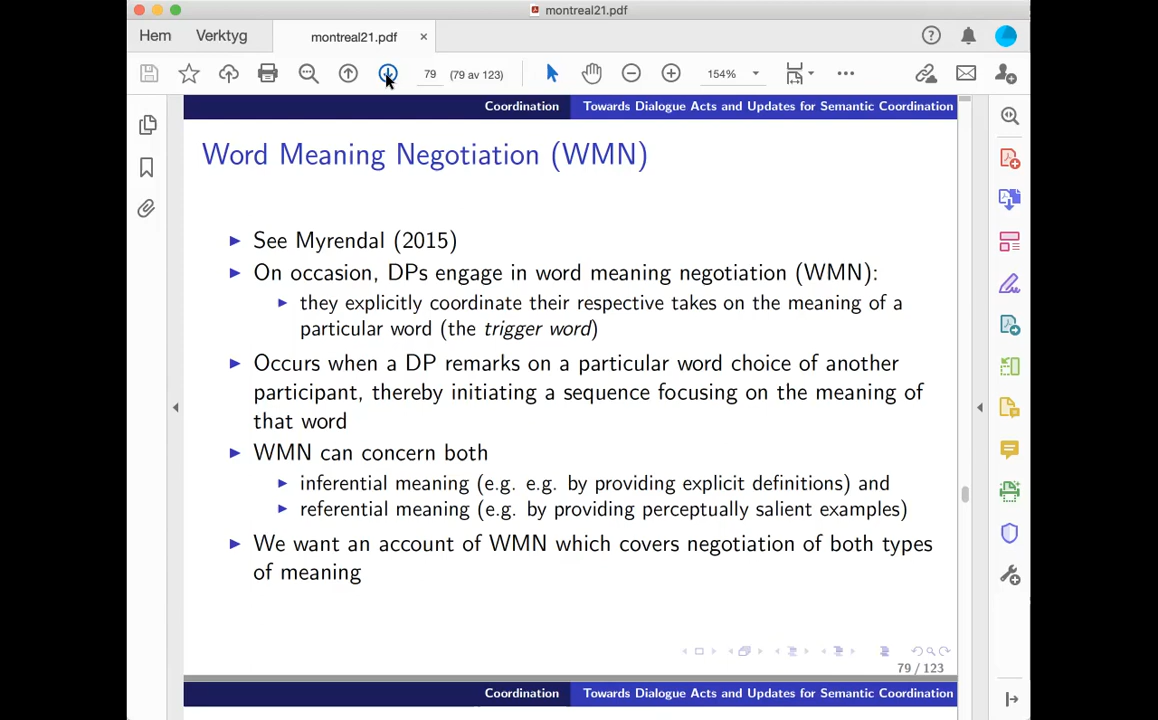 montreal21.pdf
Hem Verktyg montreal21.pdf ×
79 (79 av 123) 154%
Coordination Towards Dialogue Acts and Updates for Semantic Coordination
Word Meaning Negotiation (WMN)
See Myrendal (2015)
On occasion, DPs engage in word meaning negotiation (WMN):
they explicitly coordinate their respective takes on the meaning of a
particular word (the trigger word)
Occurs when a DP remarks on a particular word choice of another
participant, thereby initiating a sequence focusing on the meaning of
that word
WMN can concern both
inferential meaning (e.g. e.g. by providing explicit definitions) and
referential meaning (e.g. by providing perceptually salient examples)
We want an account of WMN which covers negotiation of both types
of meaning
79 / 123
Coordination Towards Dialogue Acts and Updates for Semantic Coordination